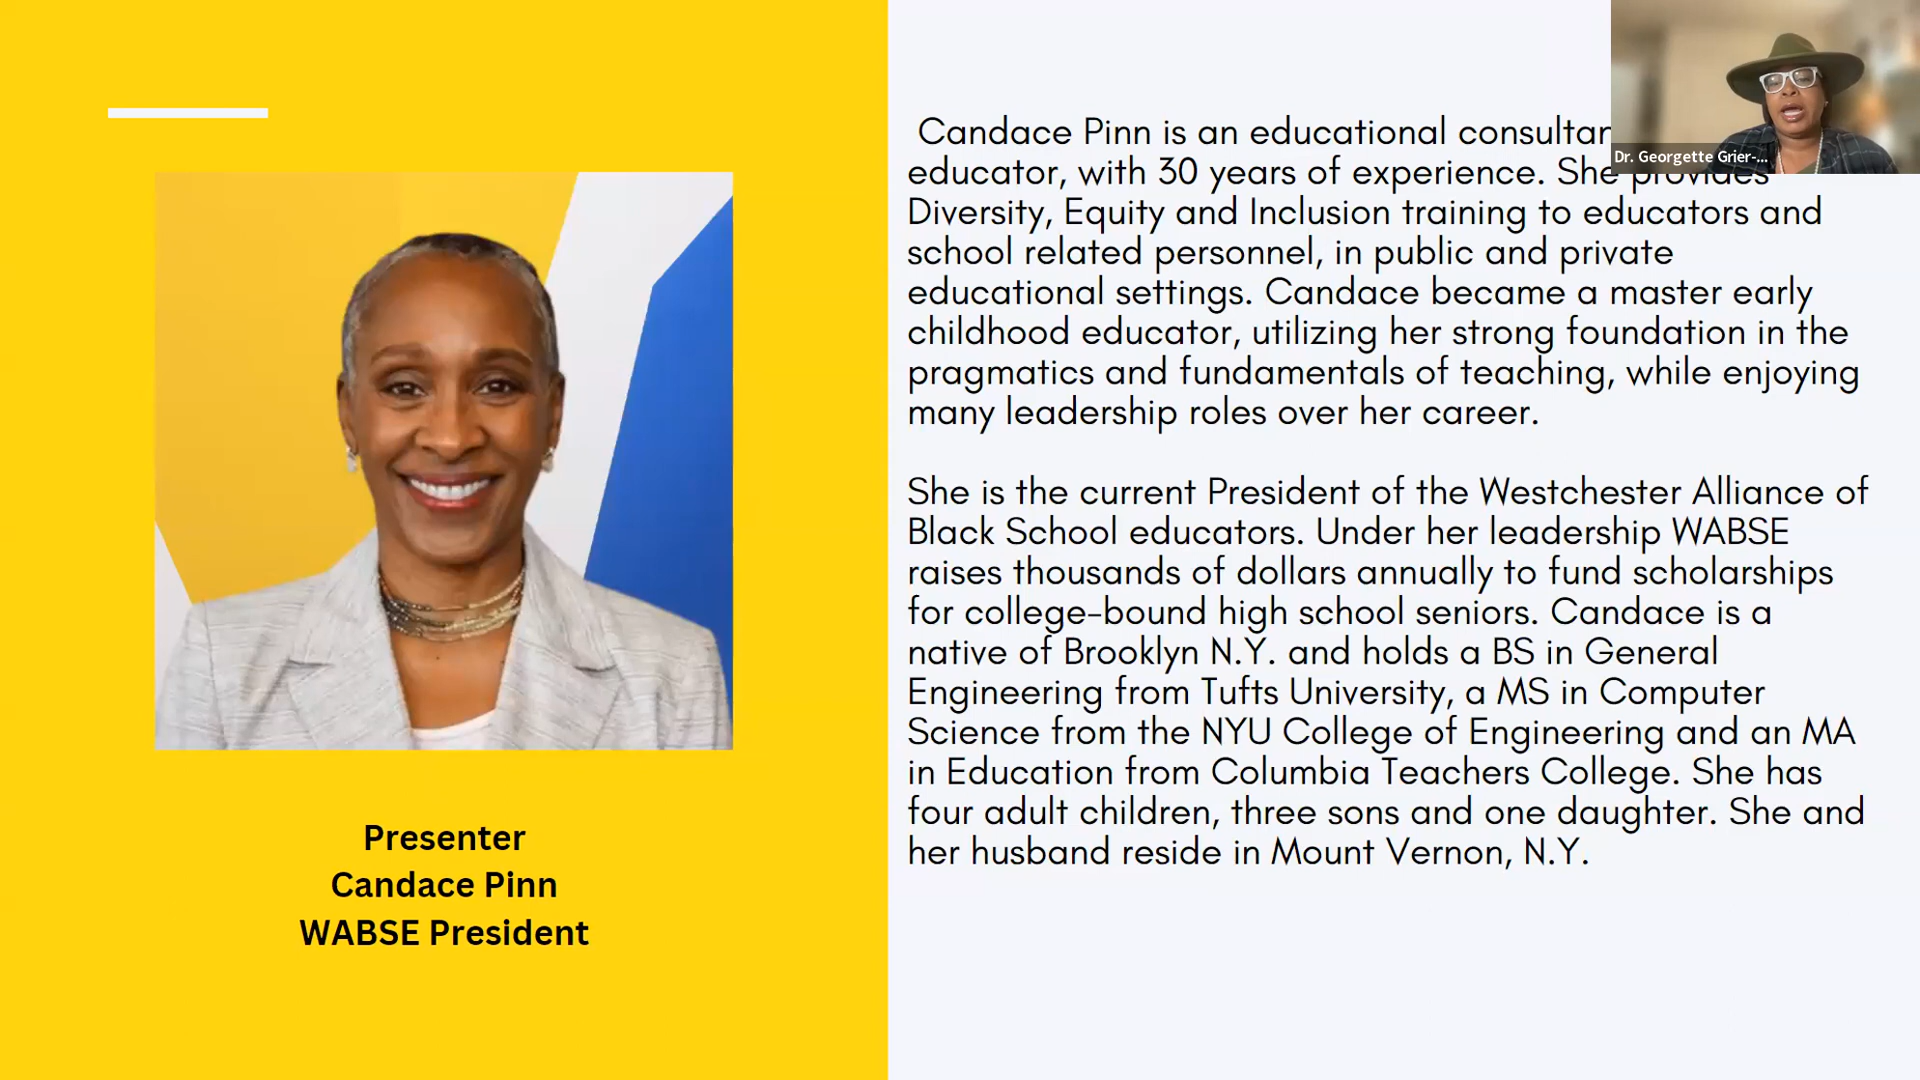 Candace Pinn is an educational
educator, with 30 years of experience. She provides
Diversity, Equity and Inclusion training to educators and
school related personnel, in public and private
educational settings. Candace became a master early
childhood educator, utilizing her strong foundation in the
pragmatics and fundamentals of teaching, while enjoying
many leadership roles over her career.
She is the current President of the Westchester Alliance of
Black School educators. Under her leadership WABSE
raises thousands of dollars annually to fund scholarships
for college-bound high school seniors. Candace is a
native of Brooklyn N.Y. and holds a BS in General
Engineering from Tufts University, a MS in Computer
Science from the NYU College of Engineering and an MA
in Education from Columbia Teachers College. She has
four adult children, three sons and one daughter. She and
her husband reside in Mount Vernon, N.Y.
Presenter
Candace Pinn
WABSE President
Dr. Georgette Grier-...